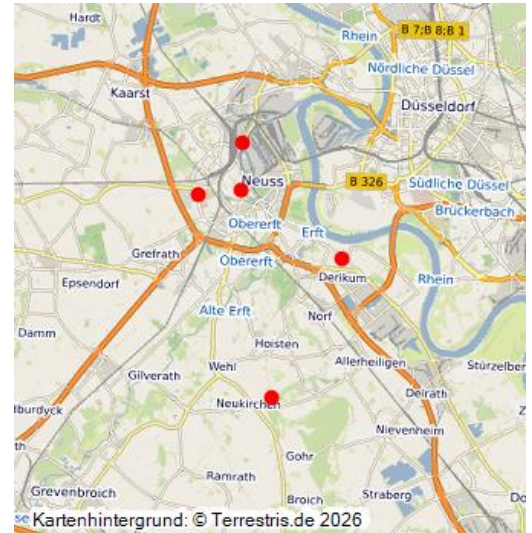 Hardt
Rhein
B 7;B 8;B 1
Nördliche Düssel
Kaarst
Düsseldorf
Neuss
B 326
Südliche Düssel
Brückerbach
Obererft
Erft
Grefrath
Obererft
Rhein
Derikum
Epsendorf
Alte Erft
Norf
Damm
Hoisten
Allerheiligen
Stürzelber
Wehl
Gilverath
Delrath
Neukirchen
lburdyck
Nievenheim
th
Gohr
Ramrath
Straberg
Grevenbroich
Broich
Do
Kartenhintergrund: © Terrestris.de 2026